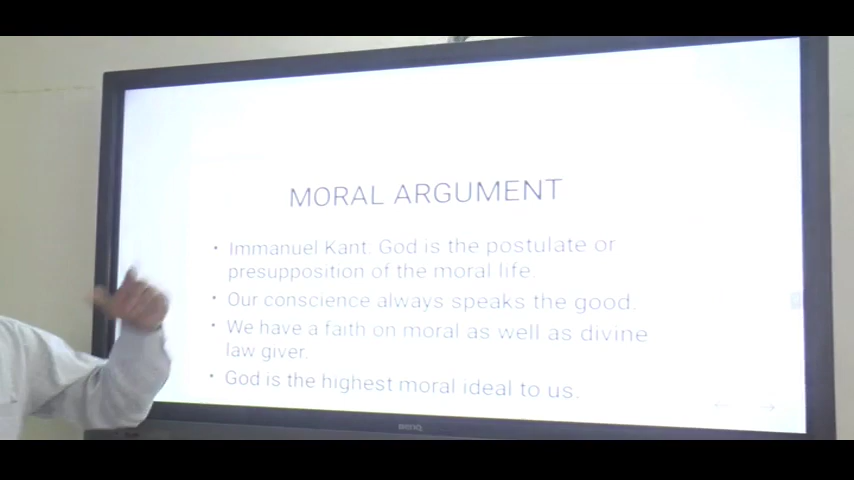 MORAL ARGUMENT
• Immanuel Kant: God is the postulate or
presupposition of the moral life.
• Our conscience always speaks the good.
• We have a faith on moral as well as divine
law giver.
• God is the highest moral ideal to us.
BenQ